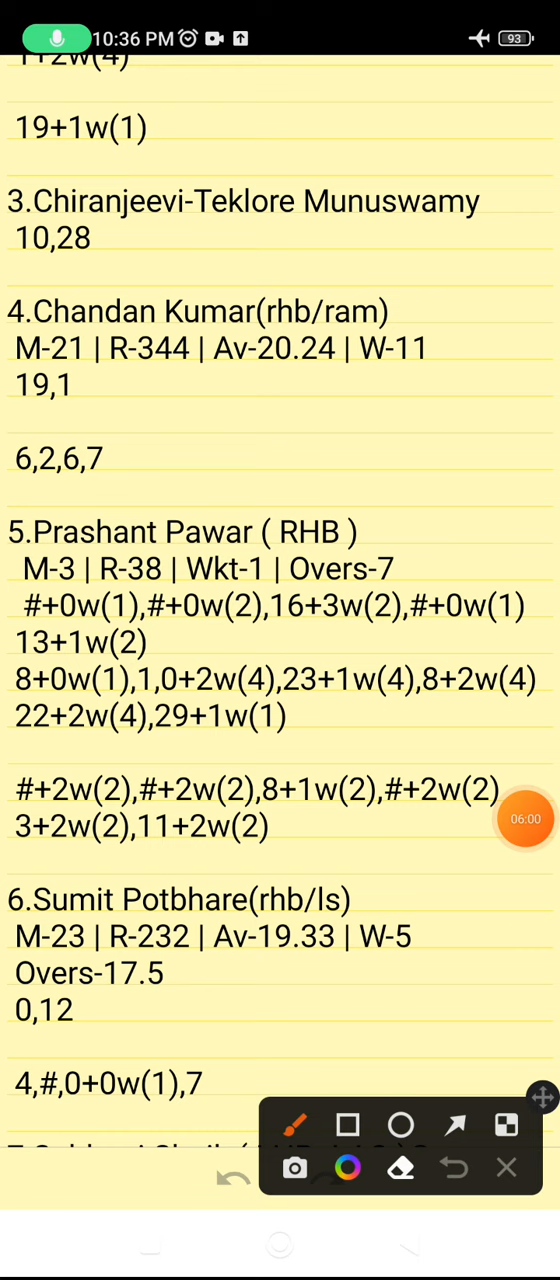 10:36 PM
93
1+2w(4)
19+1w(1)
3.Chiranjeevi-Teklore Munuswamy
10,28
4.Chandan Kumar(rhb/ram)
M-21 | R-344 | Av-20.24 | W-11
19,1
6,2,6,7
5.Prashant Pawar ( RHB )
M-3 | R-38 | Wkt-1 | Overs-7
#+0w(1),#+0w(2),16+3w(2),#+0w(1)
13+1w(2)
8+0w(1),1,0+2w(4),23+1w(4),8+2w(4)
22+2w(4),29+1w(1)
#+2w(2),#+2w(2),8+1w(2),#+2w(2)
06:00
3+2w(2),11+2w(2)
6.Sumit Potbhare(rhb/ls)
M-23 | R-232 | Av-19.33 | W-5
Overs-17.5
0,12
4,#,0+0w(1),7